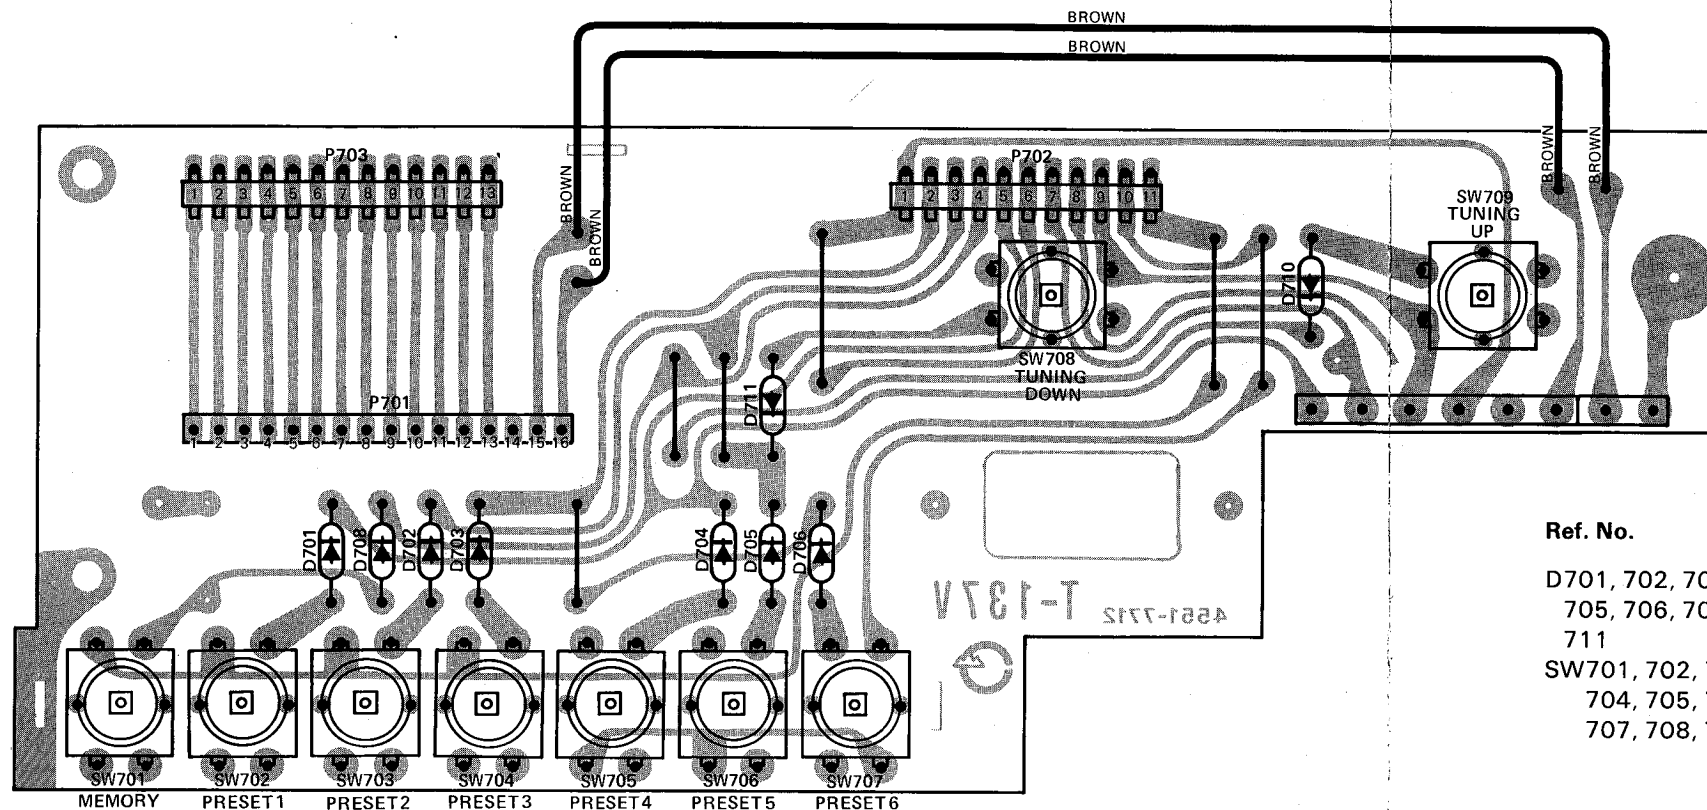 BROWN
BROWN
BROWN
BROWN
BROWN
BROWN
P703
1 2 3 4 5 6 7 8 9 10 11 12 13
P702
1 2 3 4 5 6 7 8 9 10 11
SW709
TUNING
UP
D710
SW708
TUNING
DOWN
D711
P701
1 2 3 4 5 6 7 8 9 10 11 12 13 14 15 16
D701
D708
D702
D703
D704
D705
D706
T-137V
4551-7712
Ref. No.
D701, 702, 70
705, 706, 70
711
SW701, 702,
704, 705,
707, 708,
SW701
MEMORY
SW702
PRESET1
SW703
PRESET2
SW704
PRESET3
SW705
PRESET4
SW706
PRESET5
SW707
PRESET6